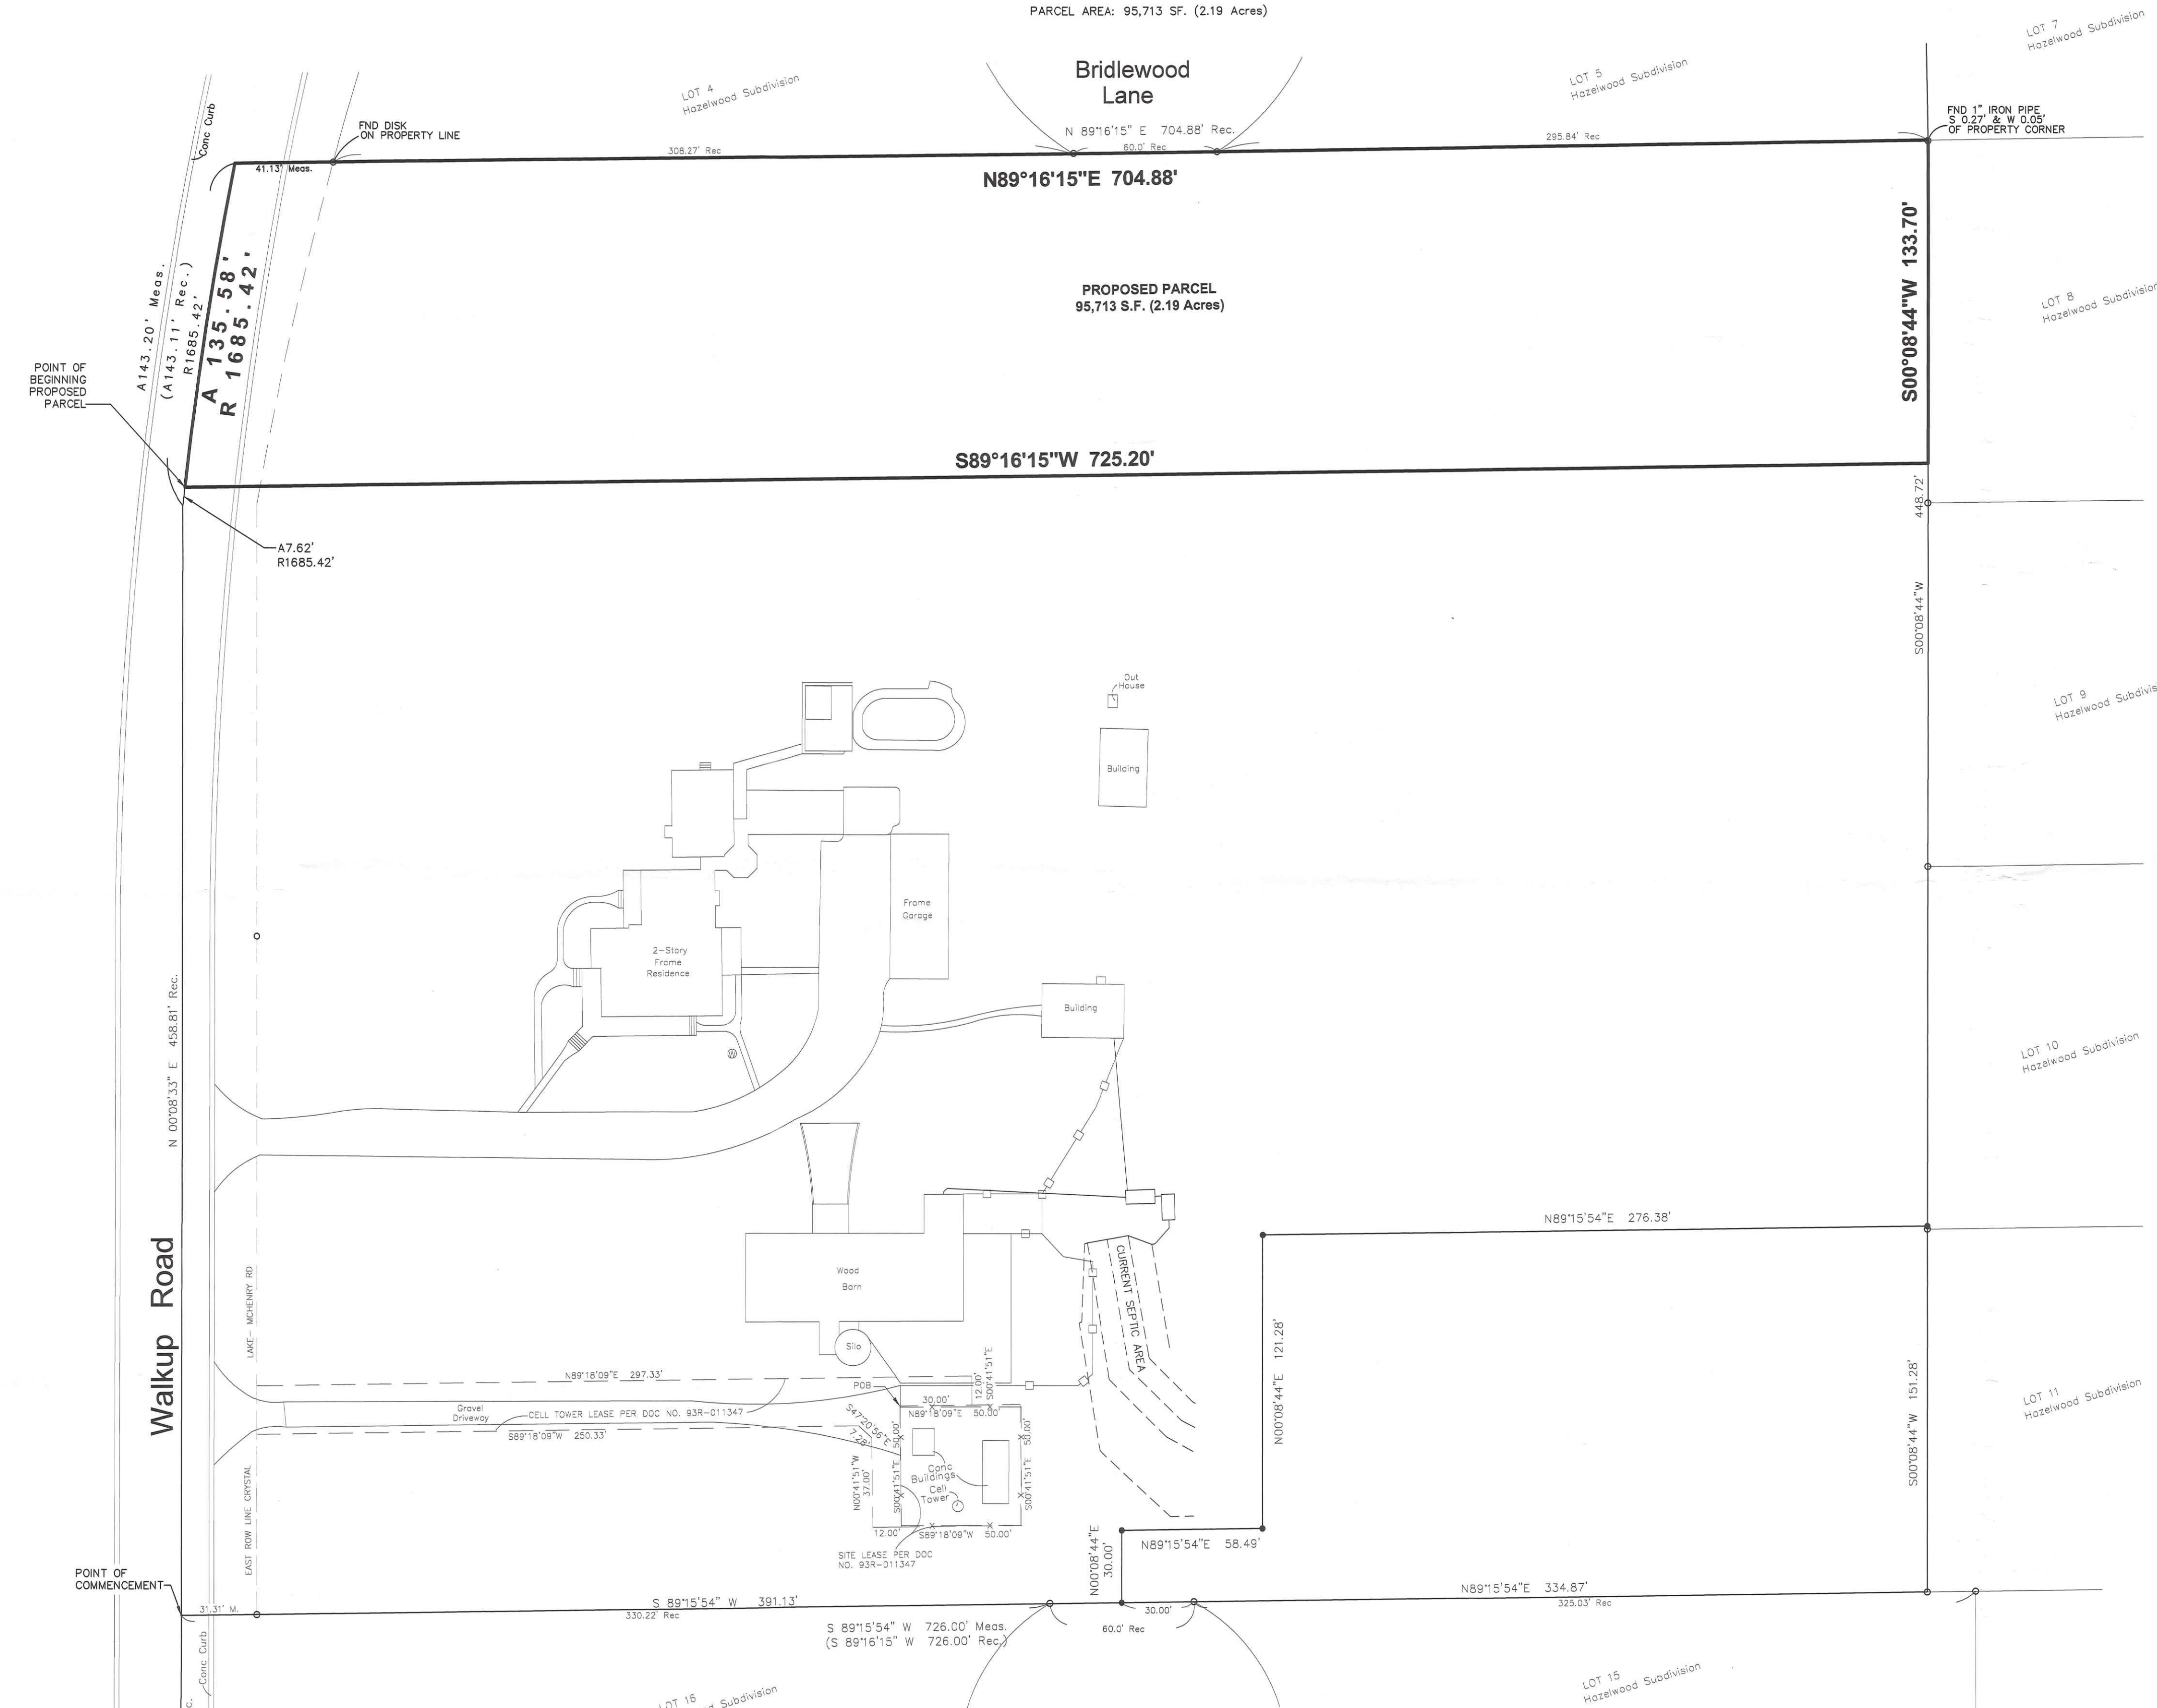 PARCEL AREA: 95,713 SF. (2.19 Acres)
LOT 7
Hazelwood Subdivision
Bridlewood
Lane
LOT 4
Hazelwood Subdivision
LOT 5
Hazelwood Subdivision
Conc Curb
FND DISK
ON PROPERTY LINE
N 89°16'15" E 704.88' Rec.
308.27' Rec
60.0' Rec
295.84' Rec
FND 1" IRON PIPE
S 0.27' & W 0.05'
OF PROPERTY CORNER
41.13' Meas.
N89°16'15"E 704.88'
S00°08'44"W 133.70'
A143.20' Meas.
(A143.11' Rec.)
R1685.42'
A 135.58'
R 1685.42'
PROPOSED PARCEL
95,713 S.F. (2.19 Acres)
LOT 8
Hazelwood Subdivision
POINT OF
BEGINNING
PROPOSED
PARCEL
S89°16'15"W 725.20'
A7.62'
R1685.42'
S00°08'44"W 448.72'
Out
House
LOT 9
Hazelwood Subdivis
Building
Frame
Garage
2-Story
Frame
Residence
Building
W
N 00°08'33" E 458.81' Rec.
LOT 10
Hazelwood Subdivision
Walkup Road
N89°15'54"E 276.38'
Wood
Barn
CURRENT SEPTIC AREA
Silo
EAST ROW LINE CRYSTAL LAKE- MCHENRY RD
N00°08'44"E 121.28'
S00°08'44"W 151.28'
LOT 11
Hazelwood Subdivision
N89°18'09"E 297.33'
12.00'
S00°41'51"E
POB
30.00'
N89°18'09"E 50.00'
Gravel
Driveway
CELL TOWER LEASE PER DOC NO. 93R-011347
S89°18'09"W 250.33'
S47°20'56"E
7.28'
N00°41'51"W
37.00'
S00°41'51"E 50.00'
S00°41'51"E 50.00'
Conc
Buildings
Cell
Tower
12.00'
S89°18'09"W 50.00'
SITE LEASE PER DOC
NO. 93R-011347
N00°08'44"E
30.00'
N89°15'54"E 58.49'
POINT OF
COMMENCEMENT
31.31' M.
S 89°15'54" W 391.13'
330.22' Rec
30.00'
N89°15'54"E 334.87'
325.03' Rec
60.0' Rec
S 89°15'54" W 726.00' Meas.
(S 89°16'15" W 726.00' Rec.)
Conc Curb
c.
LOT 16
d Subdivision
LOT 15
Hazelwood Subdivision